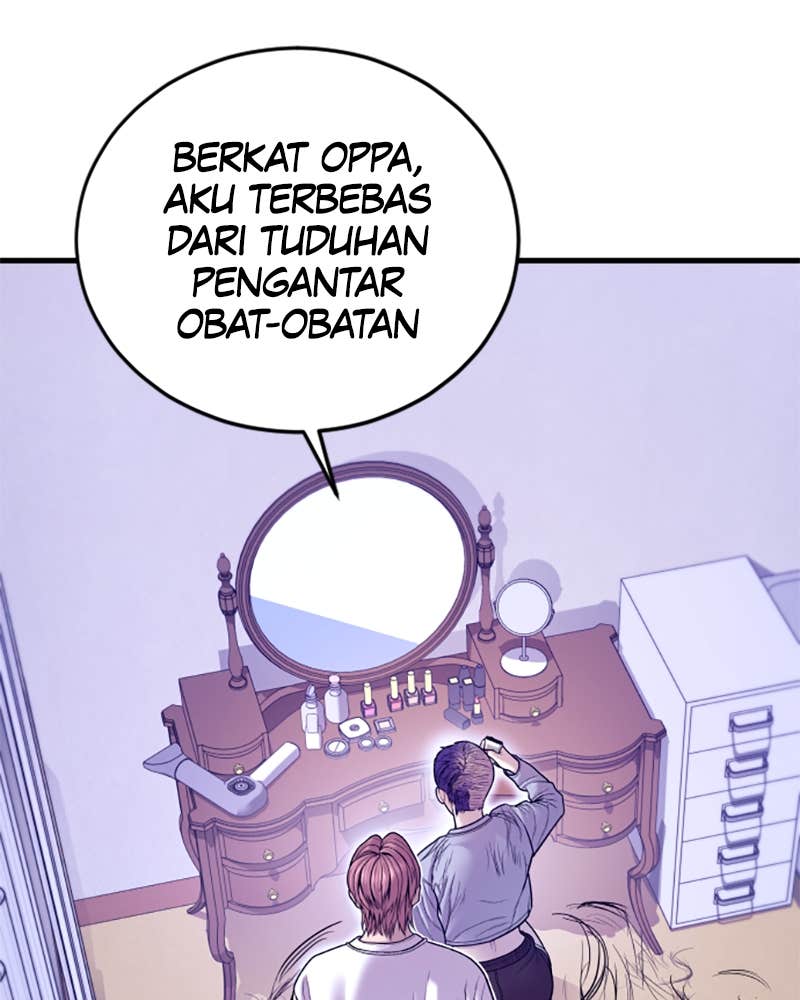 BERKAT OPPA,
AKU TERBEBAS
DARI TUDUHAN
PENGANTAR
OBAT-OBATAN